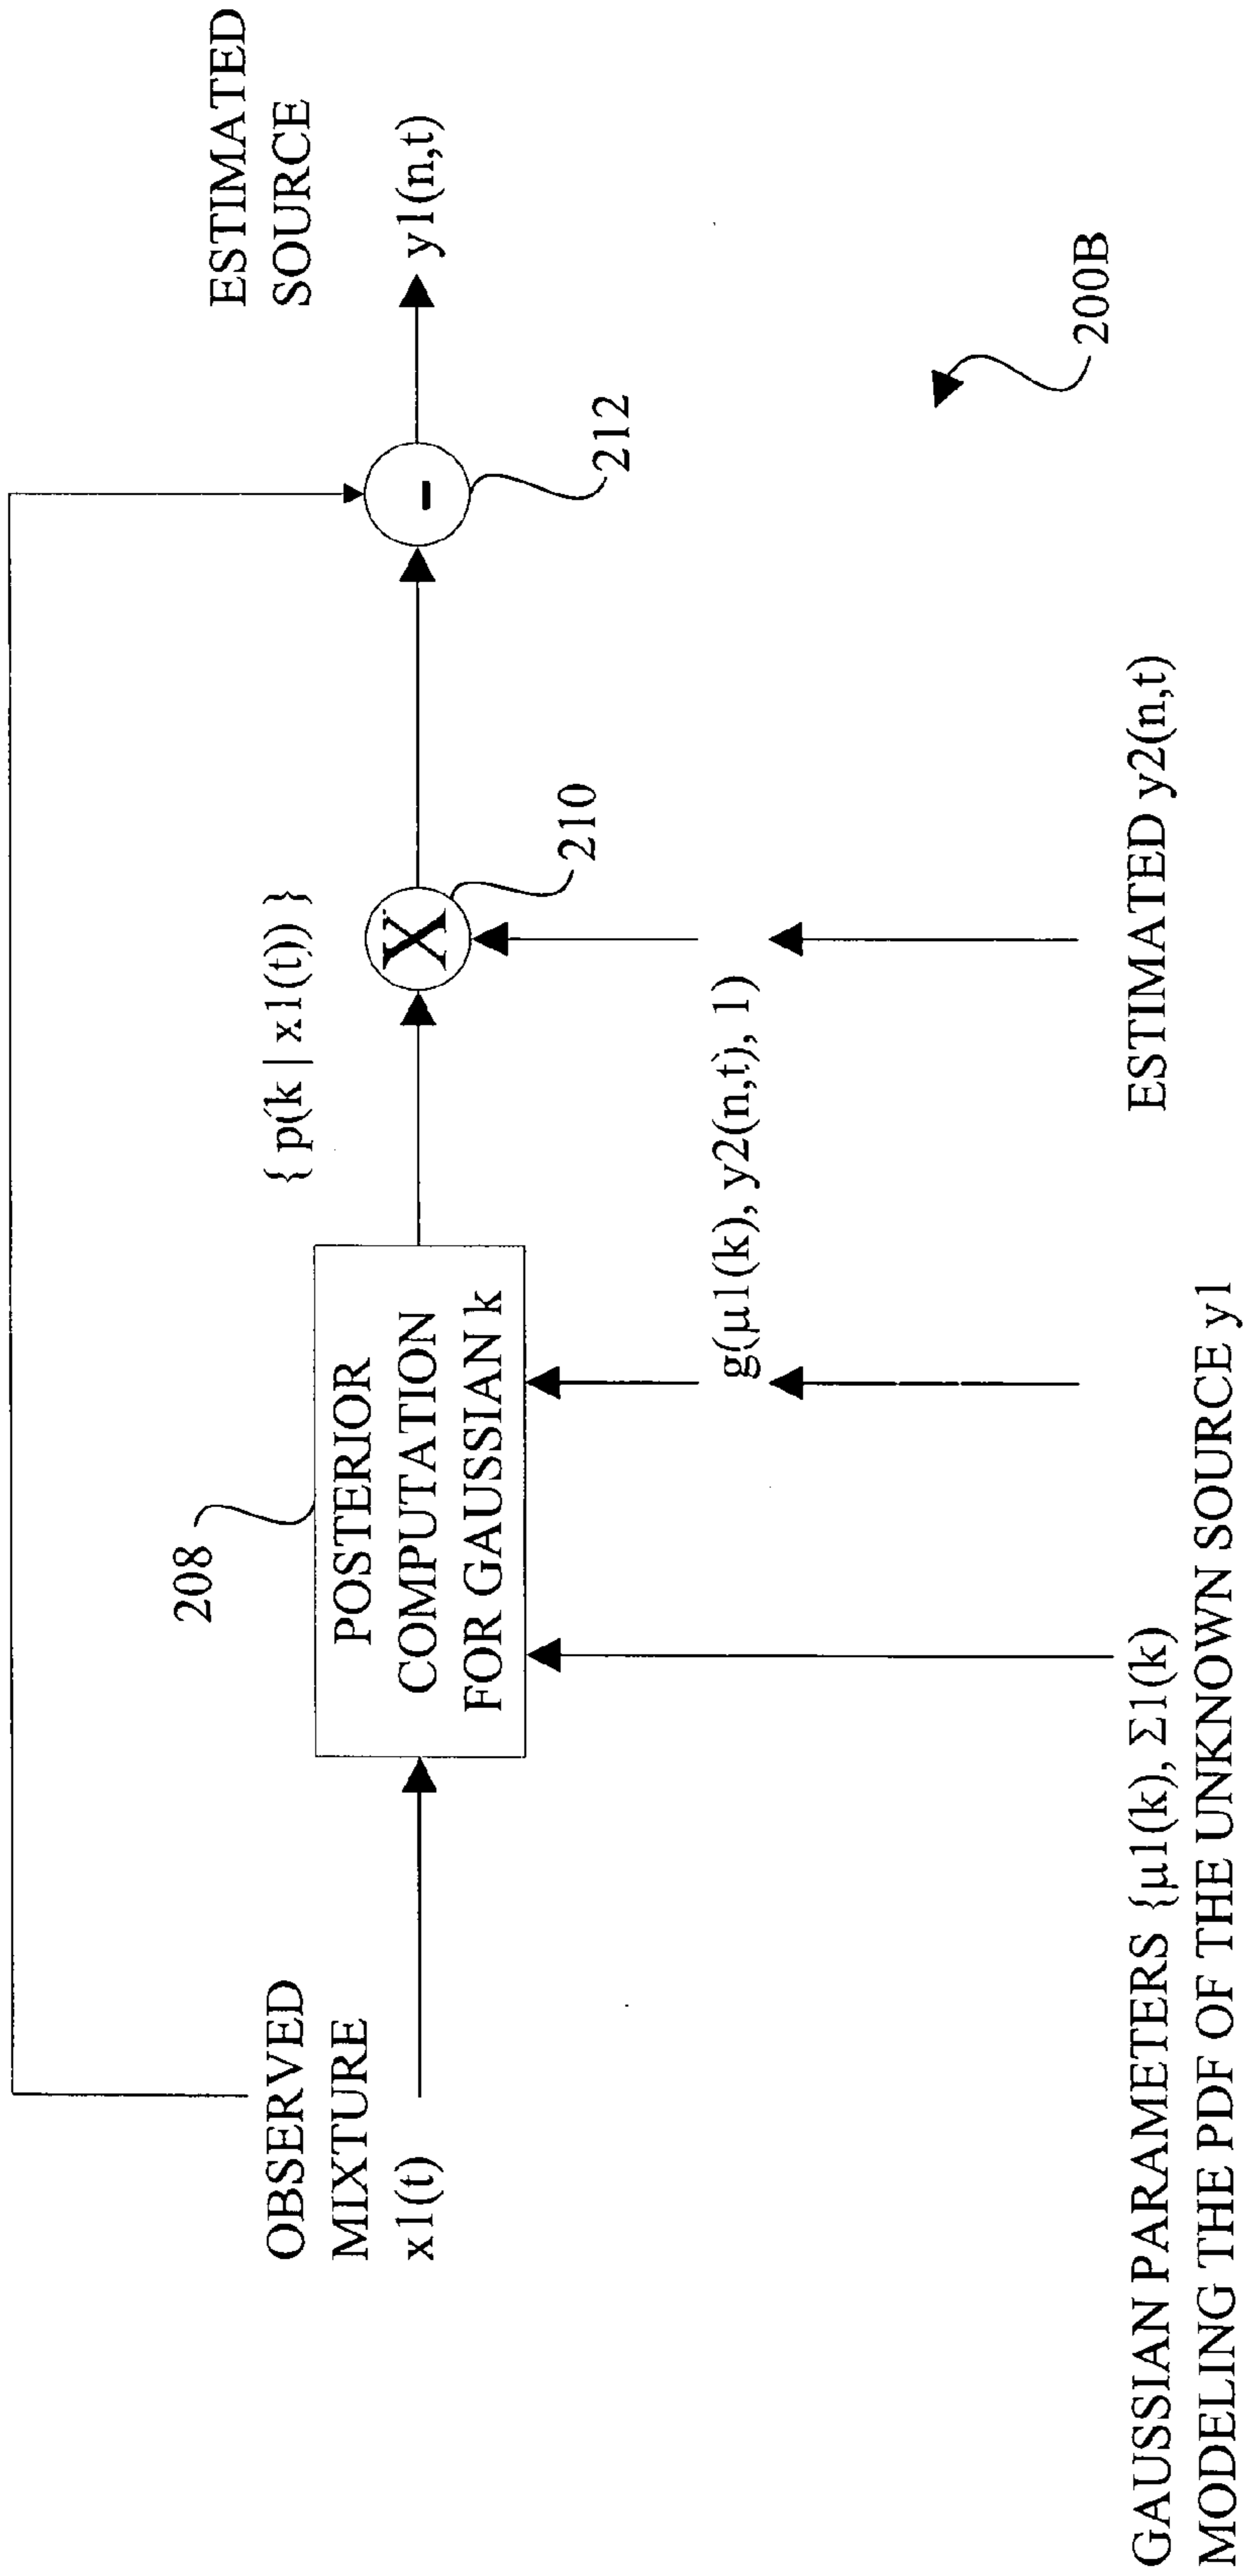 ESTIMATED
SOURCE
y1(n,t)
-
212
200B
{ p(k | x1(t)) }
X
210
g(µ1(k), y2(n,t), 1)
ESTIMATED y2(n,t)
208
POSTERIOR
COMPUTATION
FOR GAUSSIAN k
OBSERVED
MIXTURE
x1(t)
GAUSSIAN PARAMETERS {µ1(k), Σ1(k)
MODELING THE PDF OF THE UNKNOWN SOURCE y1